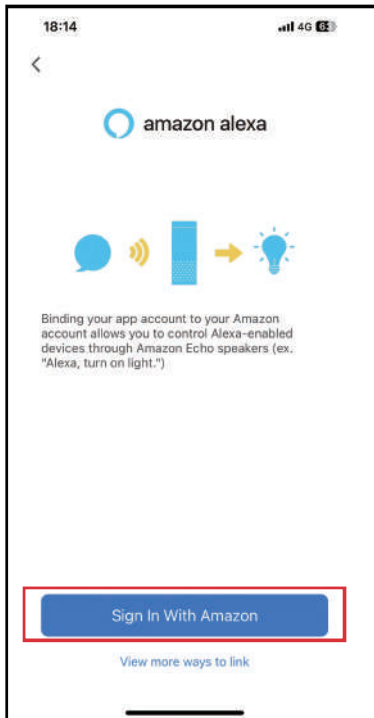 18:14
4G
amazon alexa
Binding your app account to your Amazon
account allows you to control Alexa-enabled
devices through Amazon Echo speakers (ex.
"Alexa, turn on light.")
Sign In With Amazon
View more ways to link